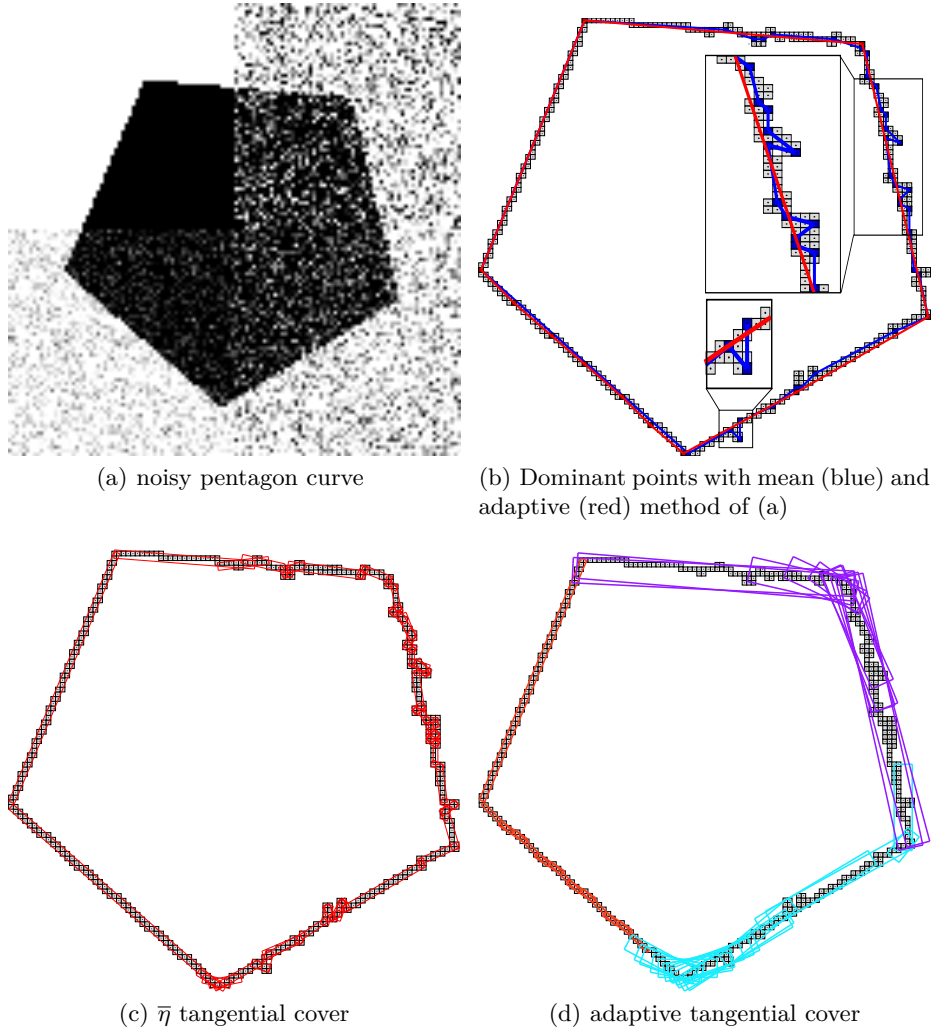 (a) noisy pentagon curve
(b) Dominant points with mean (blue) and
adaptive (red) method of (a)
(c) η̅ tangential cover
(d) adaptive tangential cover